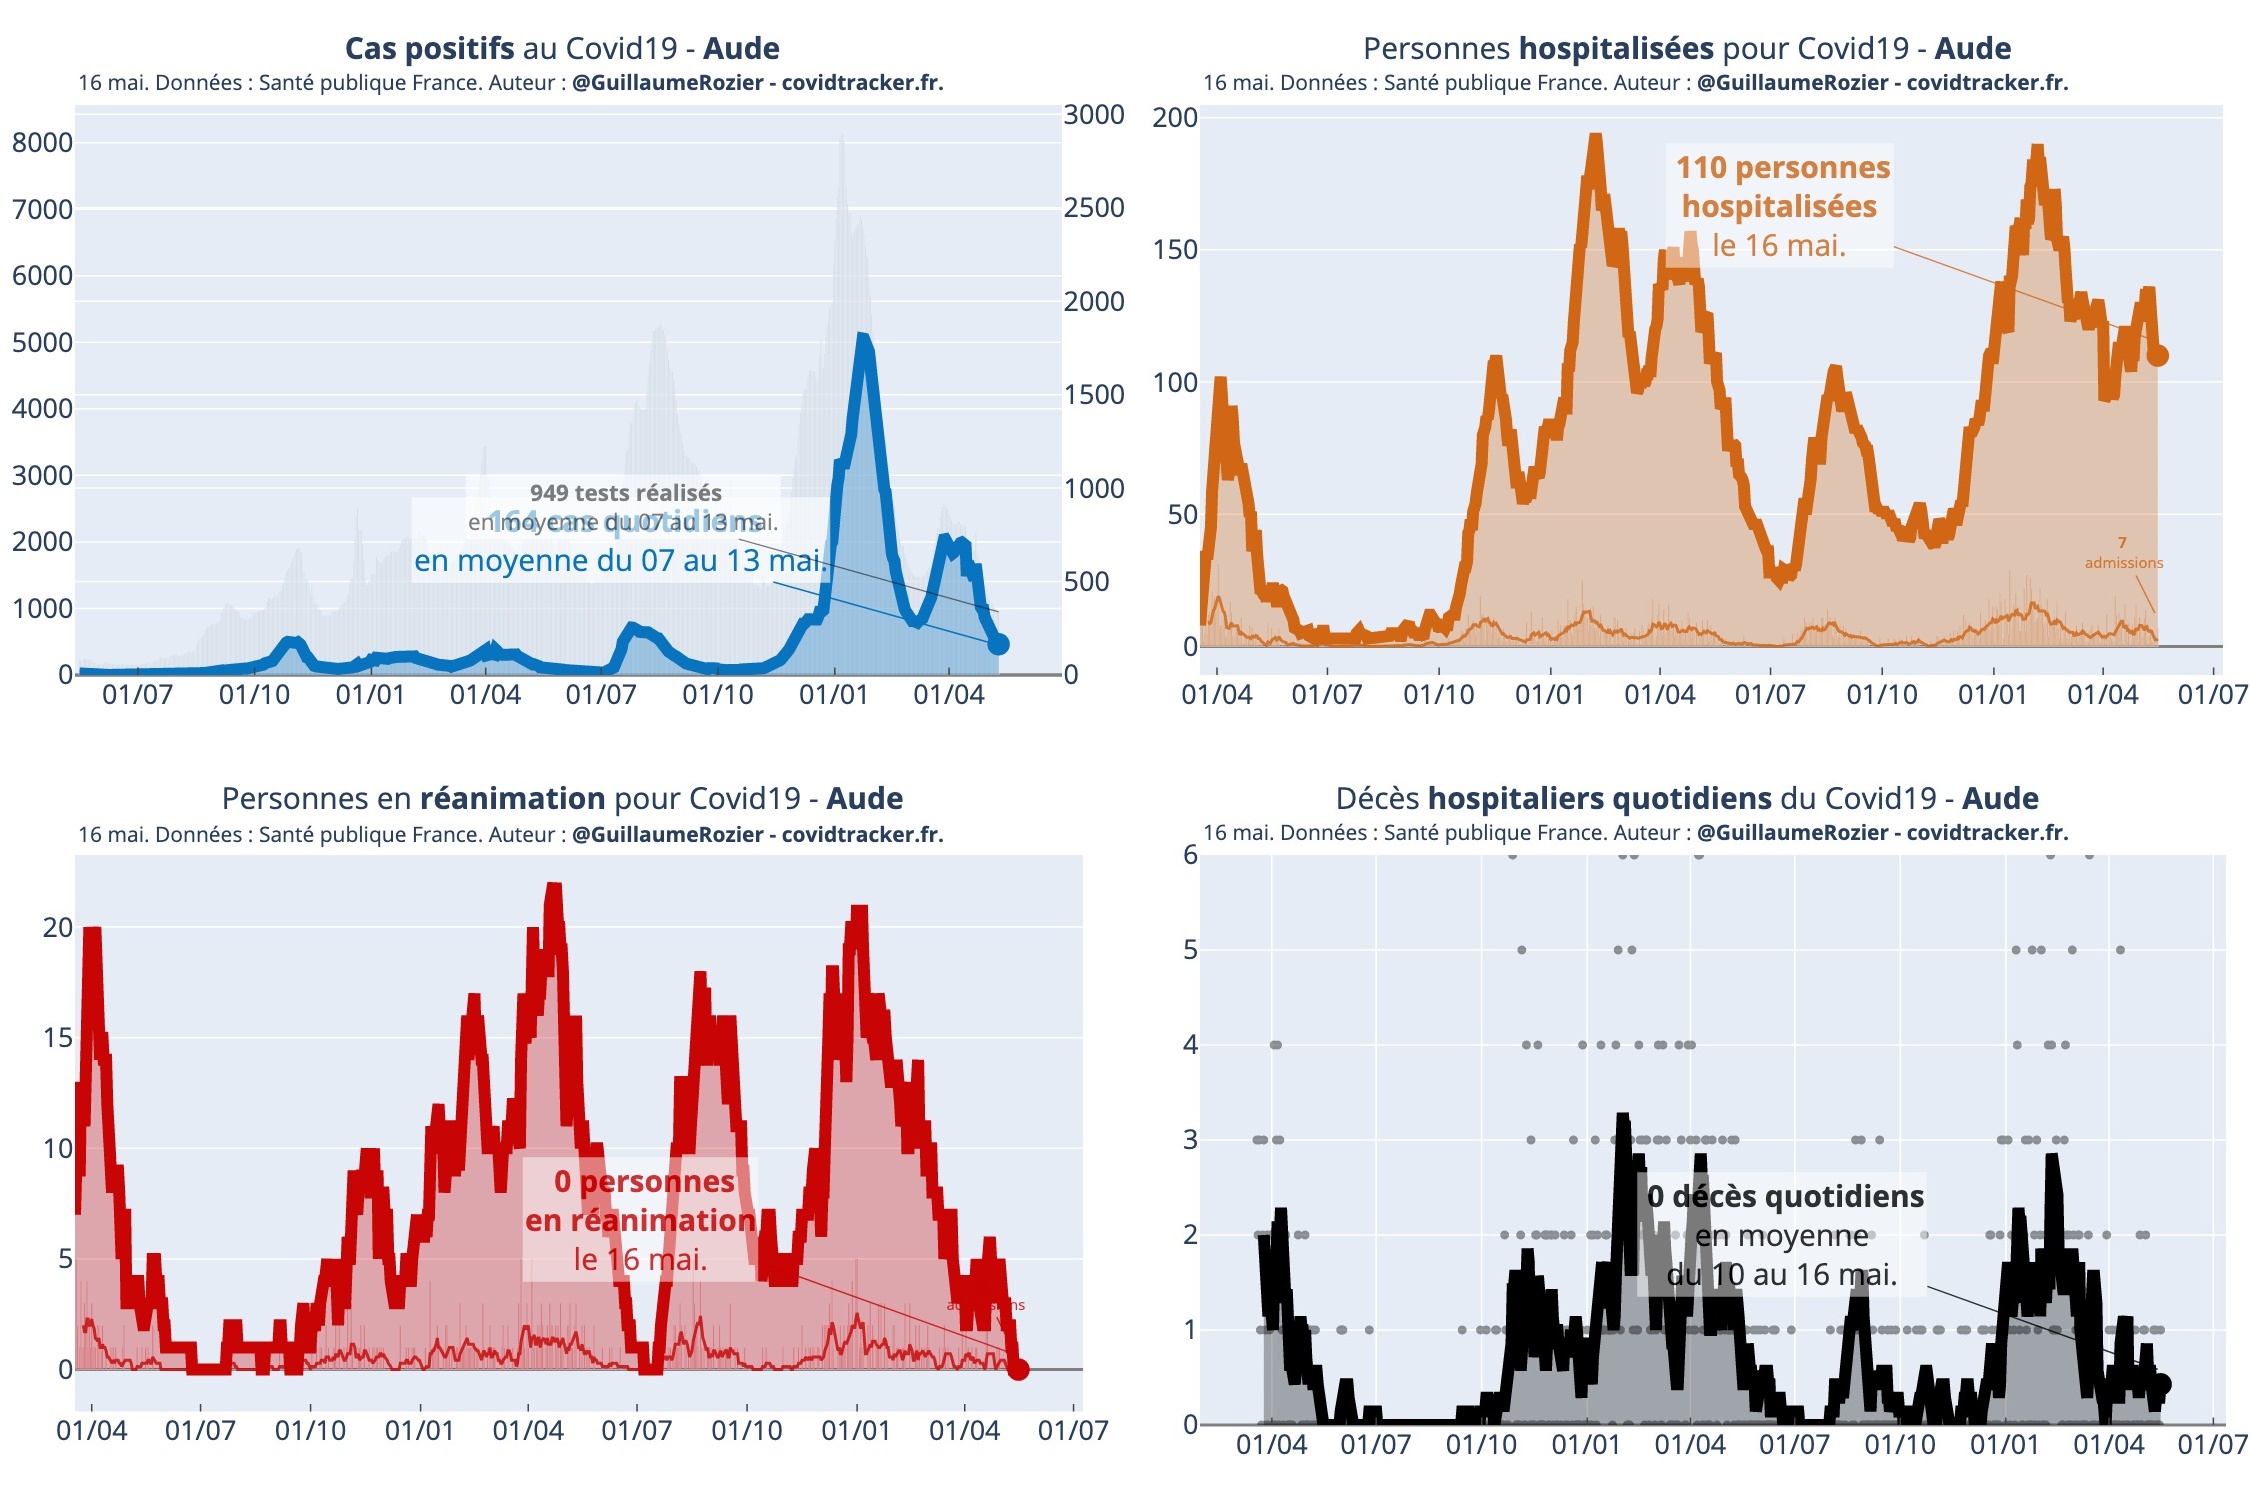 Cas positifs au Covid19 - Aude
16 mai. Données : Santé publique France. Auteur : @GuillaumeRozier - covidtracker.fr.
8000
7000
6000
5000
4000
3000
2000
1000
0
3000
2500
2000
1500
1000
500
0
949 tests réalisés
en moyenne du 07 au 13 mai.
164 cas quotidiens
en moyenne du 07 au 13 mai.
01/07 01/10 01/01 01/04 01/07 01/10 01/01 01/04
Personnes hospitalisées pour Covid19 - Aude
16 mai. Données : Santé publique France. Auteur : @GuillaumeRozier - covidtracker.fr.
200
150
100
50
0
110 personnes
hospitalisées
le 16 mai.
7
admissions
01/04 01/07 01/10 01/01 01/04 01/07 01/10 01/01 01/04 01/07
Personnes en réanimation pour Covid19 - Aude
16 mai. Données : Santé publique France. Auteur : @GuillaumeRozier - covidtracker.fr.
20
15
10
5
0
0 personnes
en réanimation
le 16 mai.
01/04 01/07 01/10 01/01 01/04 01/07 01/10 01/01 01/04 01/07
Décès hospitaliers quotidiens du Covid19 - Aude
16 mai. Données : Santé publique France. Auteur : @GuillaumeRozier - covidtracker.fr.
6
5
4
3
2
1
0
0 décès quotidiens
en moyenne
du 10 au 16 mai.
01/04 01/07 01/10 01/01 01/04 01/07 01/10 01/01 01/04 01/07